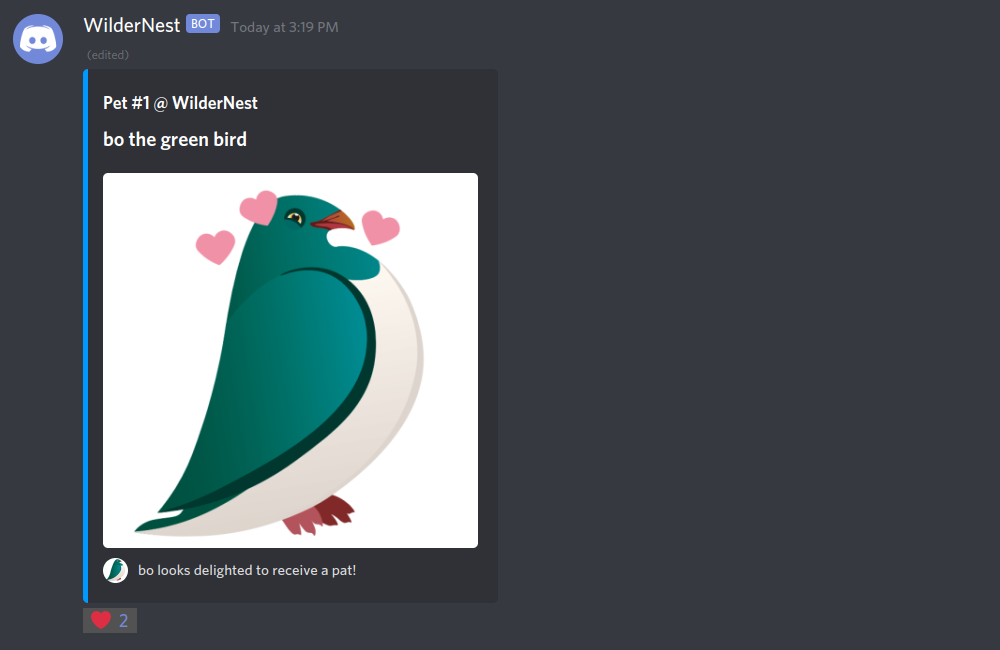 WilderNest BOT Today at 3:19 PM
(edited)
Pet #1 @ WilderNest
bo the green bird
bo looks delighted to receive a pat!
2